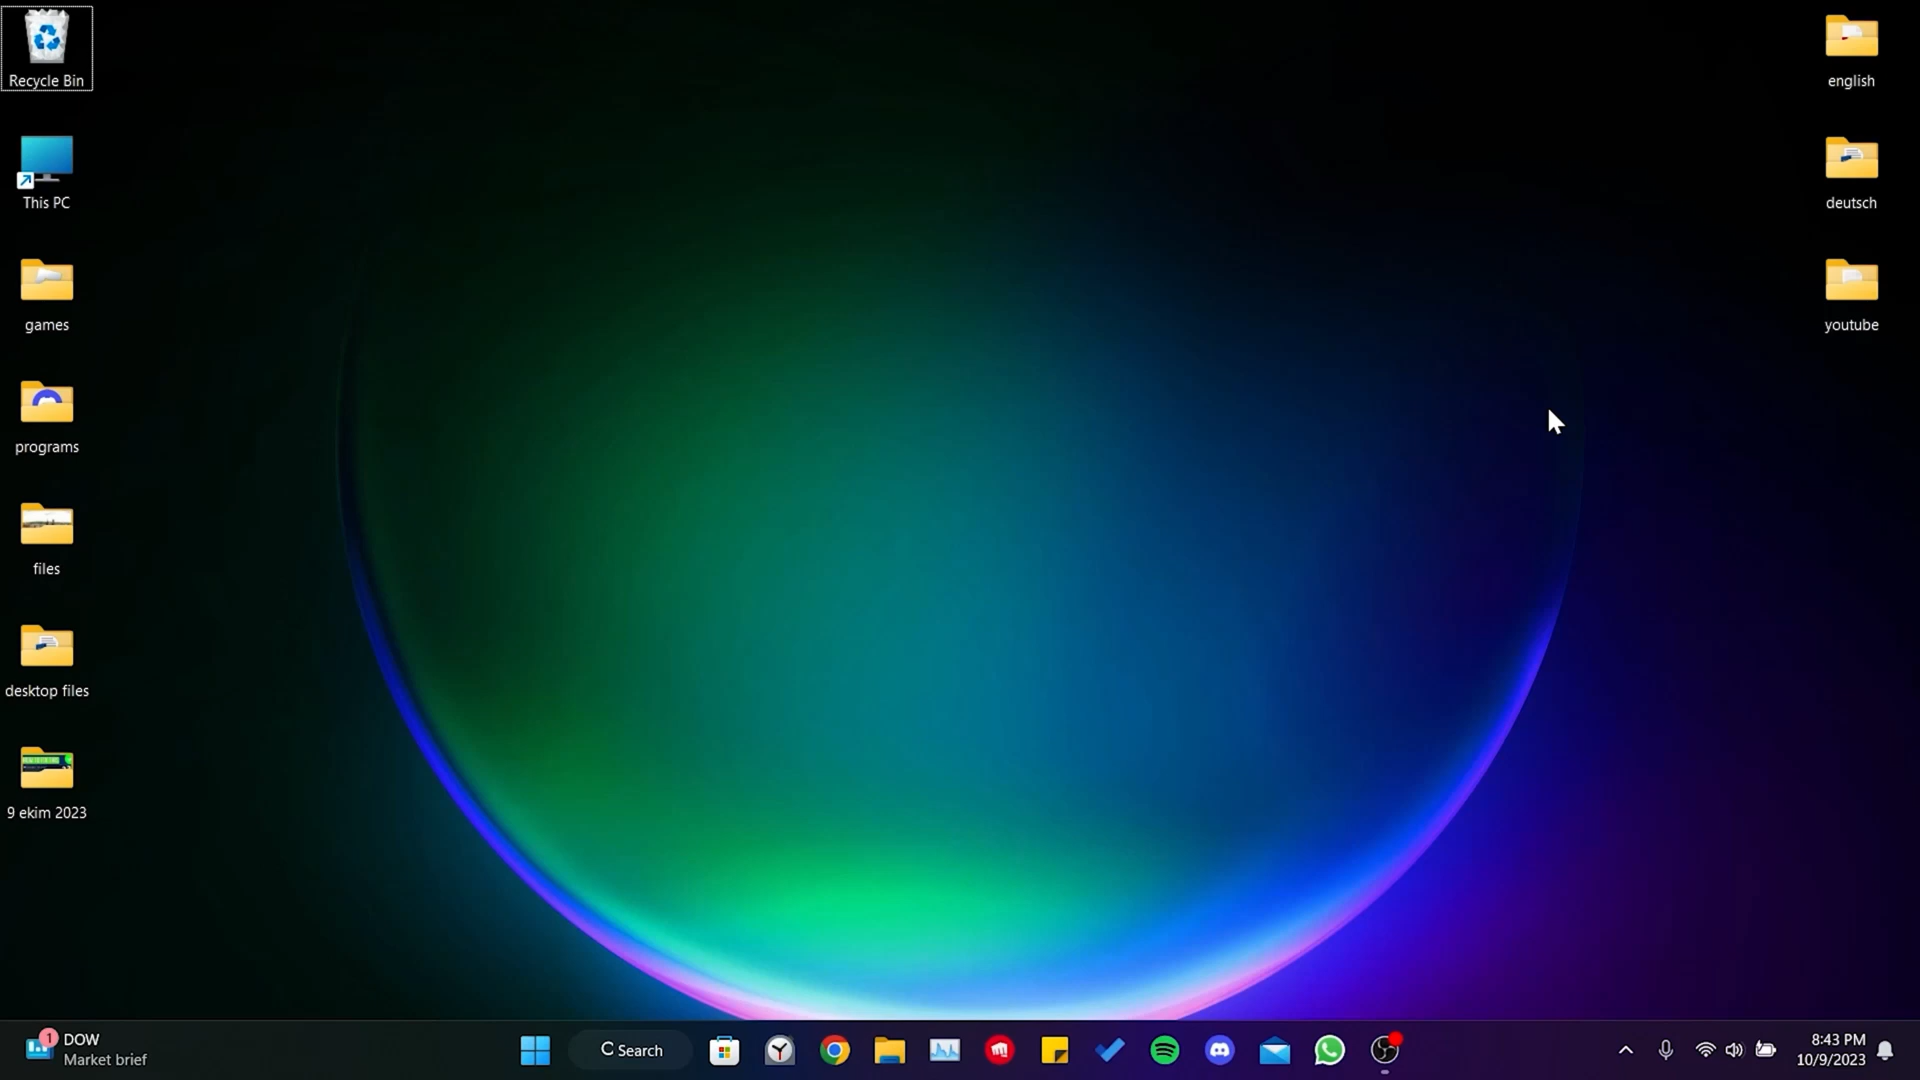 Recycle Bin
This PC
games
programs
files
desktop files
9 ekim 2023
english
deutsch
youtube
1
DOW
Market brief
Search
8:43 PM
10/9/2023